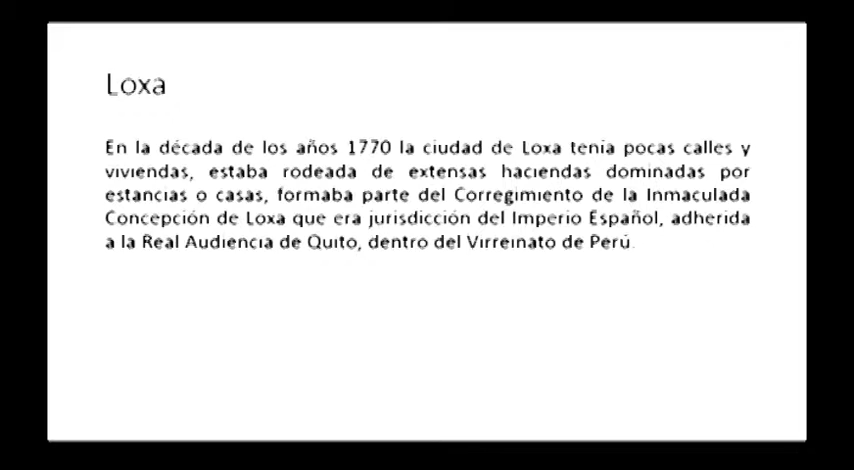 Loxa
En la década de los años 1770 la ciudad de Loxa tenía pocas calles y
viviendas, estaba rodeada de extensas haciendas dominadas por
estancias o casas, formaba parte del Corregimiento de la Inmaculada
Concepción de Loxa que era jurisdicción del Imperio Español, adherida
a la Real Audiencia de Quito, dentro del Virreinato de Perú.